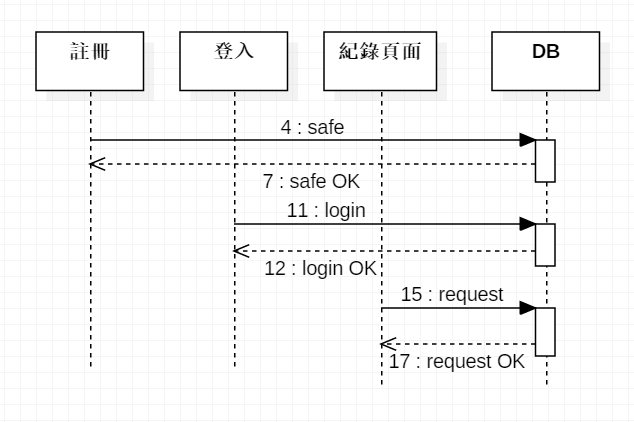 註冊
登入
紀錄頁面
DB
4 : safe
7 : safe OK
11 : login
12 : login OK
15 : request
17 : request OK